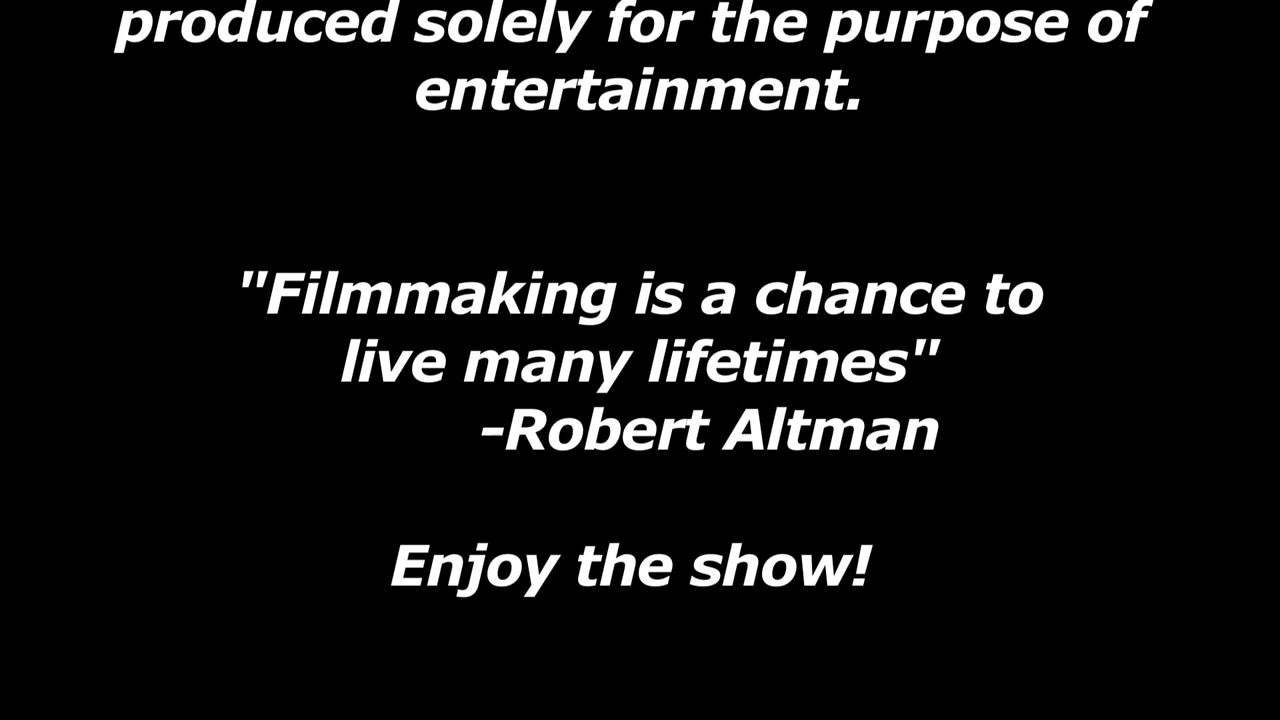 produced solely for the purpose of
entertainment.
"Filmmaking is a chance to
live many lifetimes"
-Robert Altman
Enjoy the show!